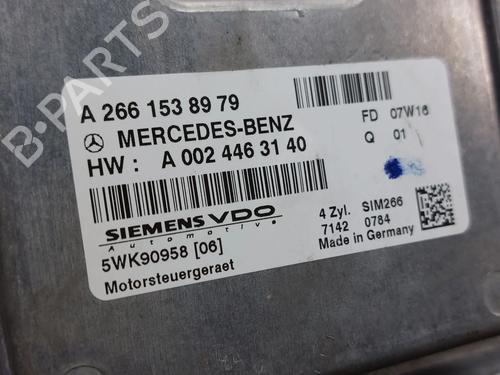 A 266 153 89 79
MERCEDES-BENZ
HW : A 002 446 31 40
FD 07W16
Q 01
SIEMENS VDO
Automotive
5WK90958 [06]
Motorsteuergeraet
4 Zyl. SIM266
7142 0784
Made in Germany
B-PARTS